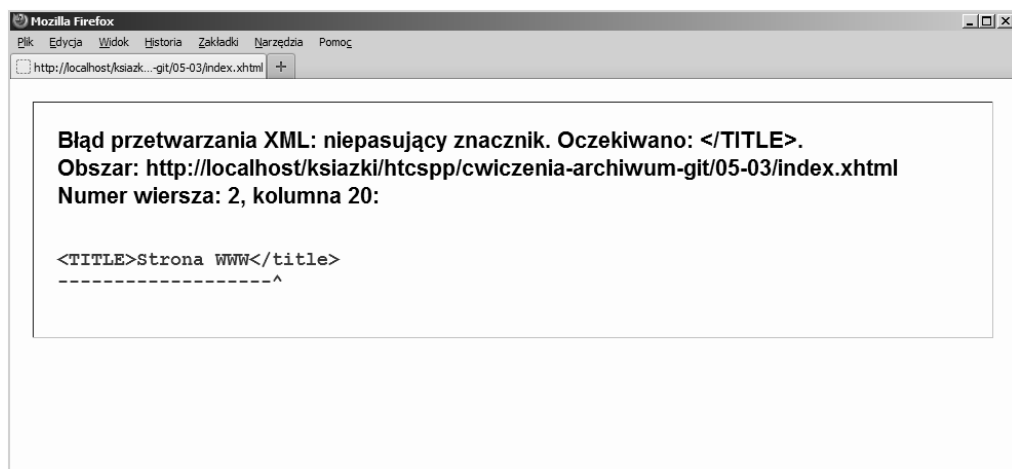 Mozilla Firefox
Plik Edycja Widok Historia Zakładki Narzędzia Pomoc
http://localhost/ksiazk...-git/05-03/index.xhtml +
Błąd przetwarzania XML: niepasujący znacznik. Oczekiwano: </TITLE>.
Obszar: http://localhost/ksiazki/htcspp/cwiczenia-archiwum-git/05-03/index.xhtml
Numer wiersza: 2, kolumna 20:
<TITLE>Strona WWW</title>
-------------------^